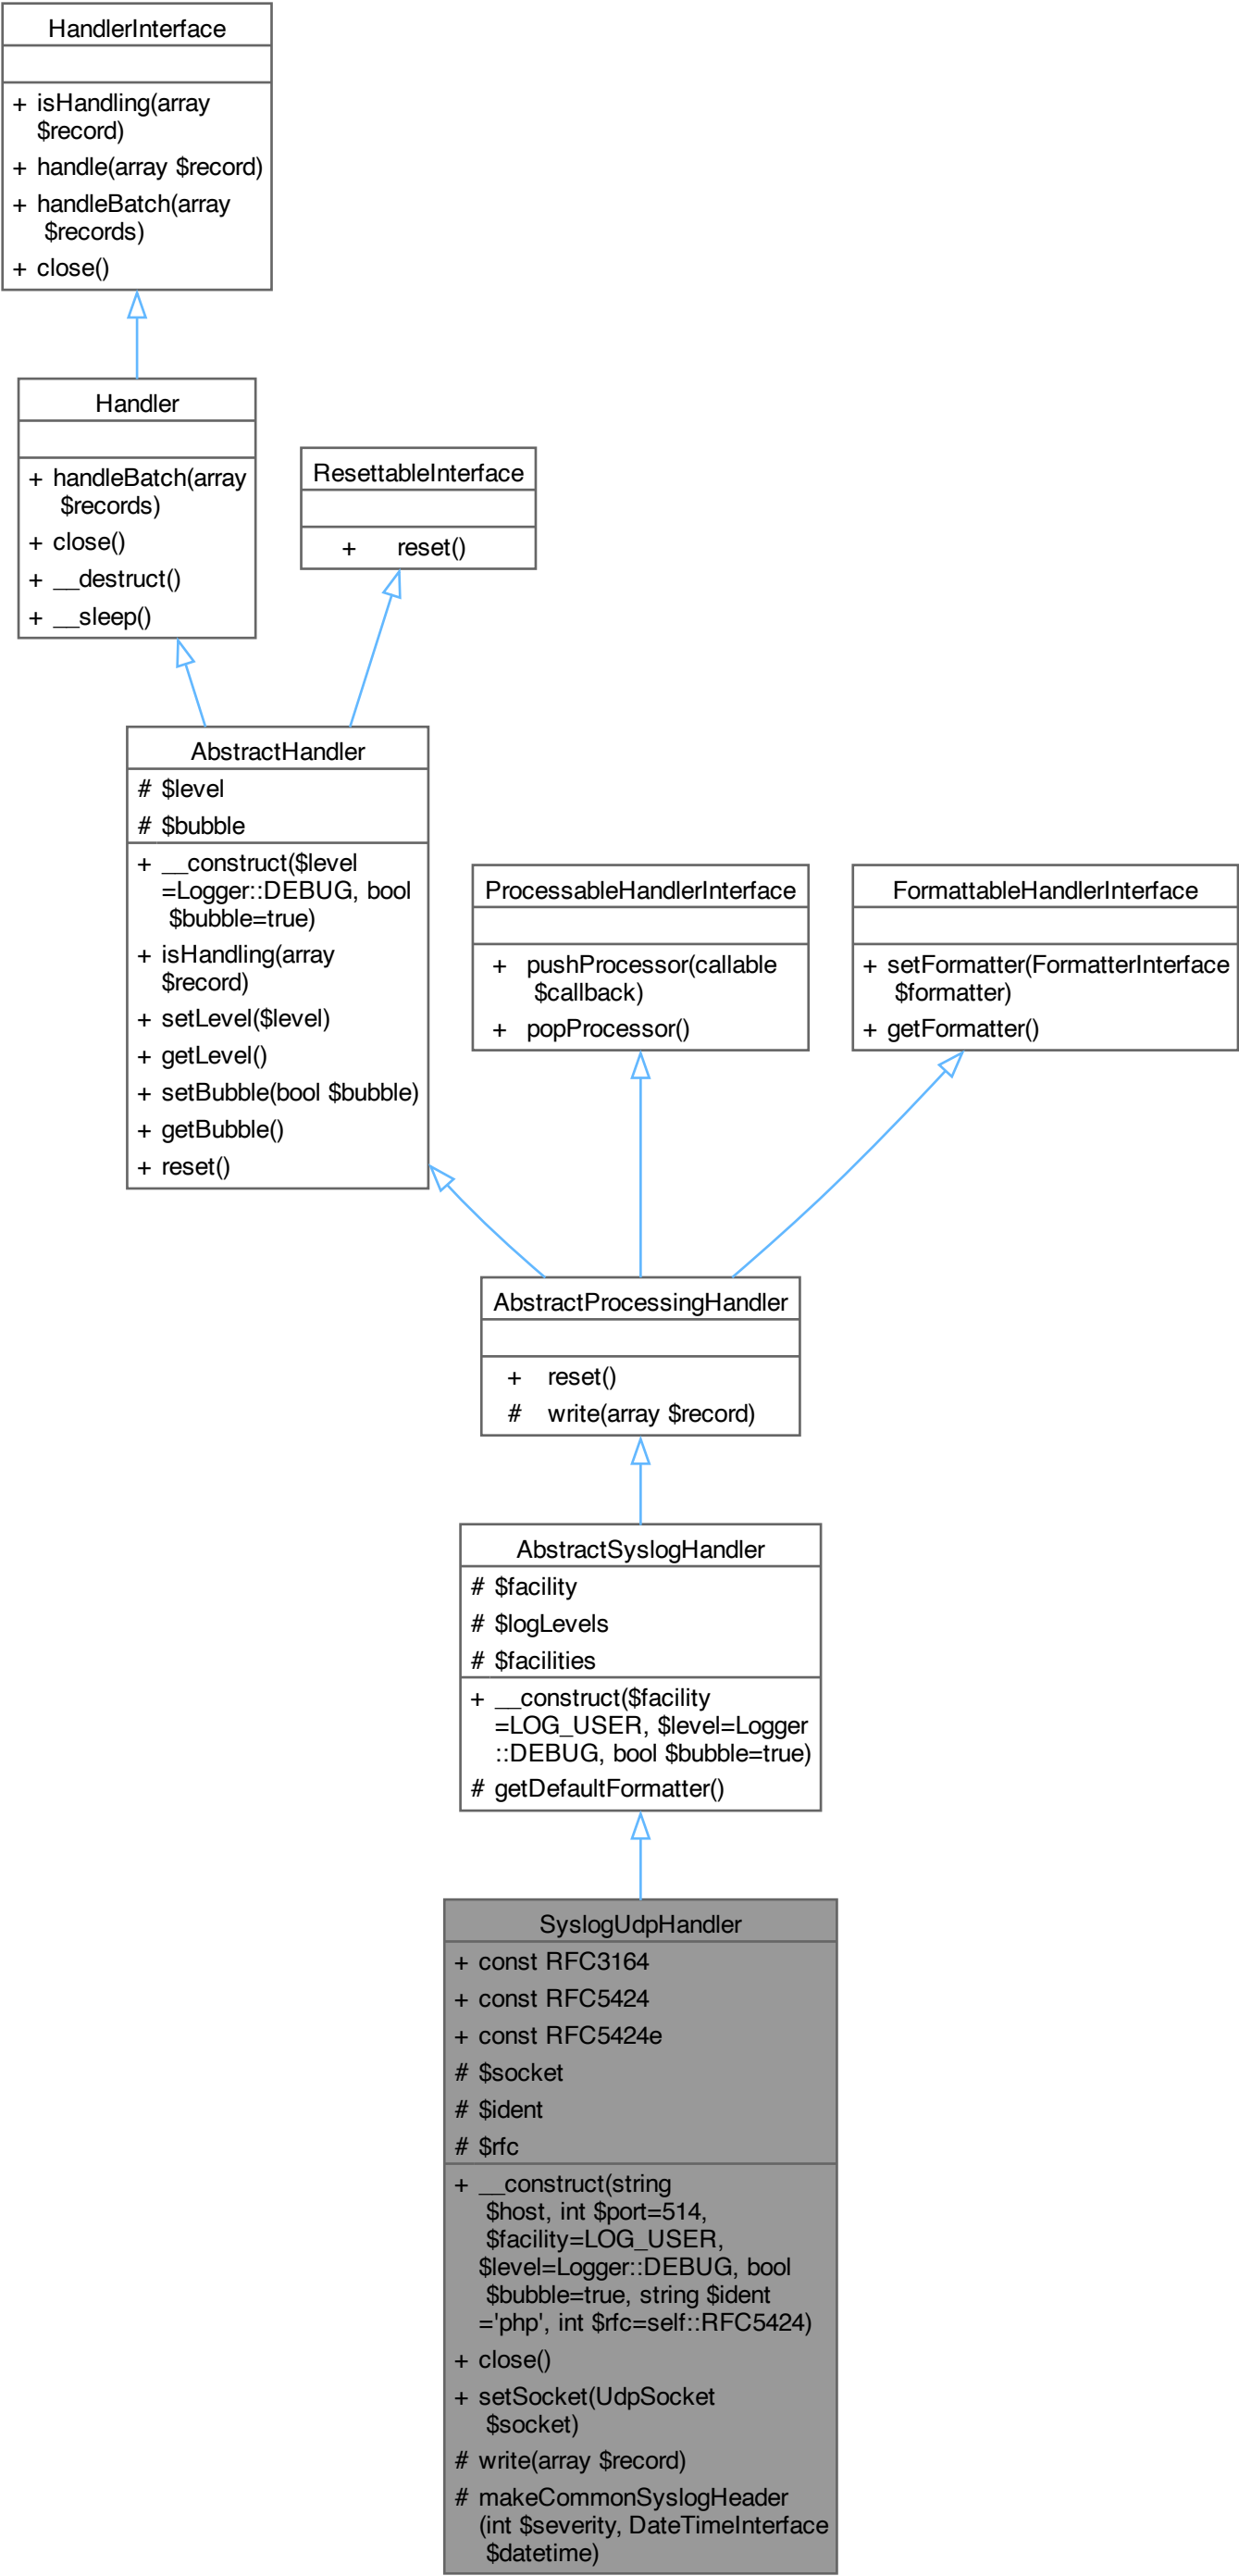 HandlerInterface
+ isHandling(array
$record)
+ handle(array $record)
+ handleBatch(array
$records)
+ close()
Handler
+ handleBatch(array
$records)
+ close()
+ __destruct()
+ __sleep()
ResettableInterface
+ reset()
AbstractHandler
# $level
# $bubble
+ __construct($level
=Logger::DEBUG, bool
$bubble=true)
+ isHandling(array
$record)
+ setLevel($level)
+ getLevel()
+ setBubble(bool $bubble)
+ getBubble()
+ reset()
ProcessableHandlerInterface
+ pushProcessor(callable
$callback)
+ popProcessor()
FormattableHandlerInterface
+ setFormatter(FormatterInterface
$formatter)
+ getFormatter()
AbstractProcessingHandler
+ reset()
# write(array $record)
AbstractSyslogHandler
# $facility
# $logLevels
# $facilities
+ __construct($facility
=LOG_USER, $level=Logger
::DEBUG, bool $bubble=true)
# getDefaultFormatter()
SyslogUdpHandler
+ const RFC3164
+ const RFC5424
+ const RFC5424e
# $socket
# $ident
# $rfc
+ __construct(string
$host, int $port=514,
$facility=LOG_USER,
$level=Logger::DEBUG, bool
$bubble=true, string $ident
='php', int $rfc=self::RFC5424)
+ close()
+ setSocket(UdpSocket
$socket)
# write(array $record)
# makeCommonSyslogHeader
(int $severity, DateTimeInterface
$datetime)